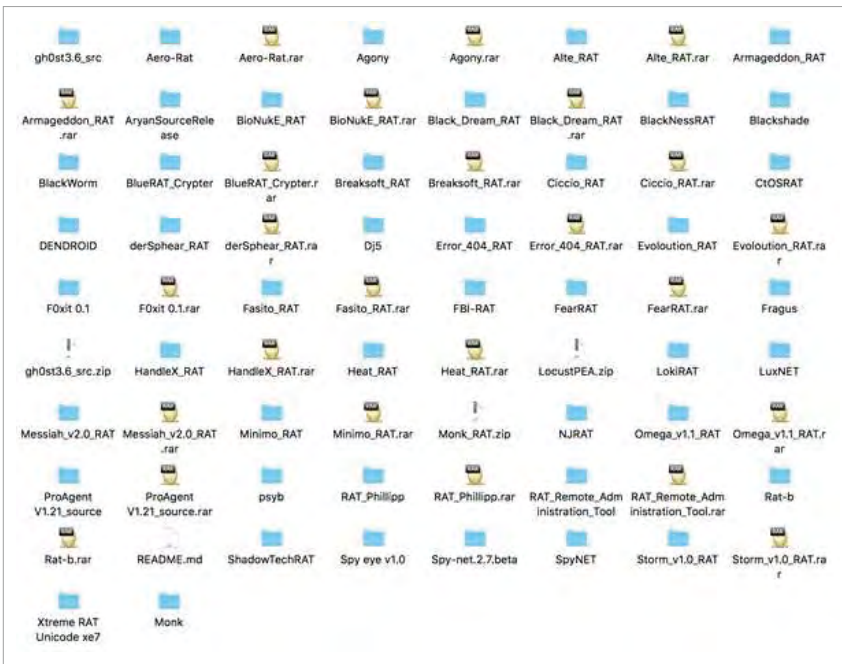 gh0st3.6_src
Aero-Rat
Aero-Rat.rar
Agony
Agony.rar
Alte_RAT
Alte_RAT.rar
Armageddon_RAT
Armageddon_RAT
.rar
AryanSourceRele
ase
BioNukE_RAT
BioNukE_RAT.rar
Black_Dream_RAT
Black_Dream_RAT
.rar
BlackNessRAT
Blackshade
BlackWorm
BlueRAT_Crypter
BlueRAT_Crypter.r
ar
Breaksoft_RAT
Breaksoft_RAT.rar
Ciccio_RAT
Ciccio_RAT.rar
CtOSRAT
DENDROID
derSphear_RAT
derSphear_RAT.ra
r
Dj5
Error_404_RAT
Error_404_RAT.rar
Evoloution_RAT
Evoloution_RAT.ra
r
F0xit 0.1
F0xit 0.1.rar
Fasito_RAT
Fasito_RAT.rar
FBI-RAT
FearRAT
FearRAT.rar
Fragus
gh0st3.6_src.zip
HandleX_RAT
HandleX_RAT.rar
Heat_RAT
Heat_RAT.rar
LocustPEA.zip
LokiRAT
LuxNET
Messiah_v2.0_RAT
Messiah_v2.0_RAT
.rar
Minimo_RAT
Minimo_RAT.rar
Monk_RAT.zip
NJRAT
Omega_v1.1_RAT
Omega_v1.1_RAT.r
ar
ProAgent
V1.21_source
ProAgent
V1.21_source.rar
psyb
RAT_Phillipp
RAT_Phillipp.rar
RAT_Remote_Adm
inistration_Tool
RAT_Remote_Adm
inistration_Tool.rar
Rat-b
Rat-b.rar
README.md
ShadowTechRAT
Spy eye v1.0
Spy-net.2.7.beta
SpyNET
Storm_v1.0_RAT
Storm_v1.0_RAT.ra
r
Xtreme RAT
Unicode xe7
Monk